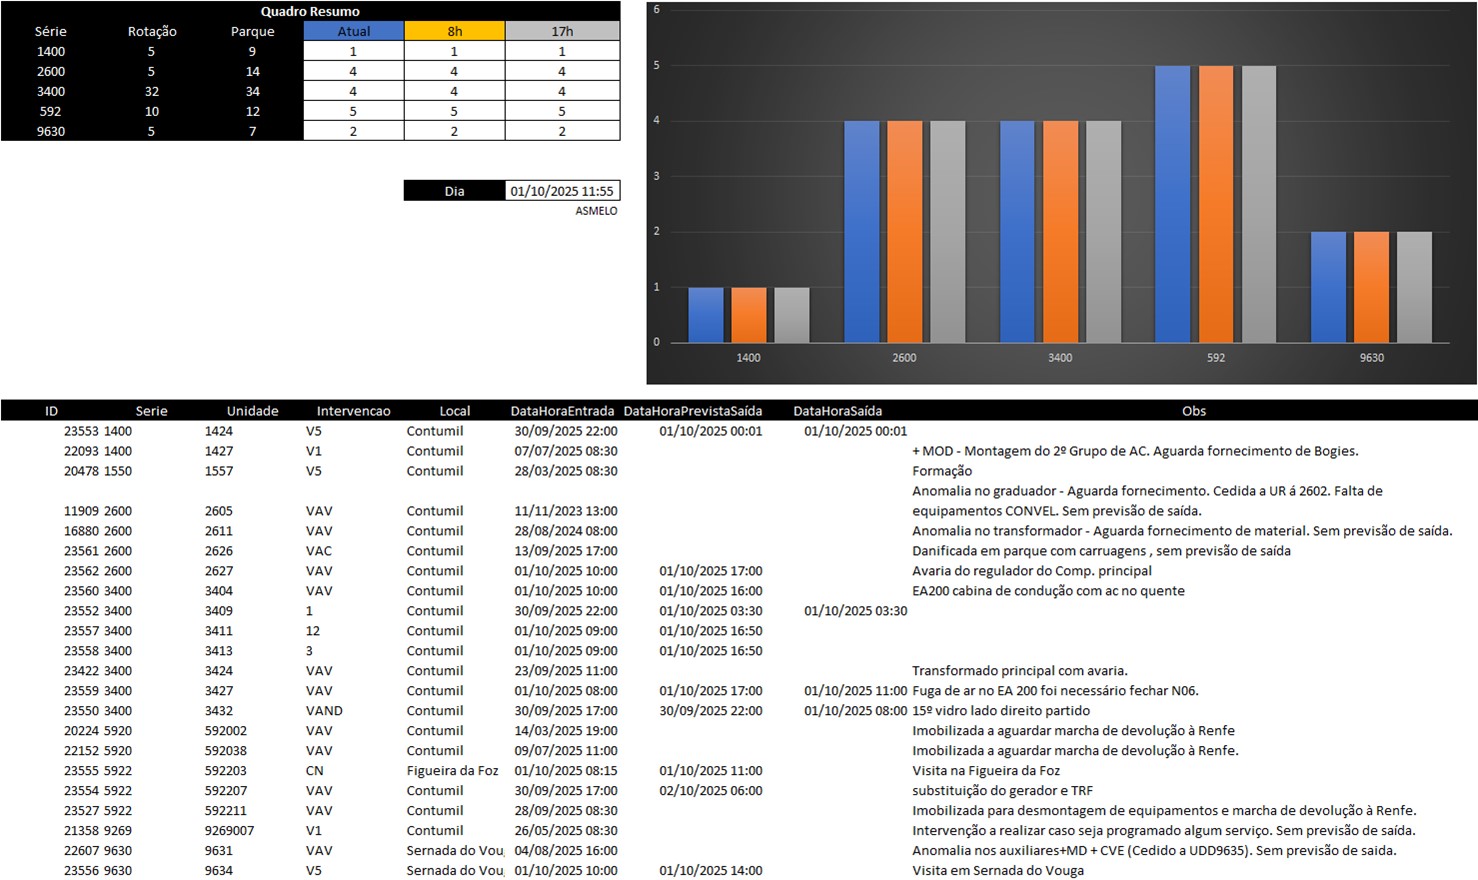 Quadro Resumo
Série Rotação Parque Atual 8h 17h
1400 5 9 1 1 1
2600 5 14 4 4 4
3400 32 34 4 4 4
592 10 12 5 5 5
9630 5 7 2 2 2
Dia 01/10/2025 11:55
ASMELO
6
5
4
3
2
1
0
1400 2600 3400 592 9630
ID Serie Unidade Intervencao Local DataHoraEntrada DataHoraPrevistaSaída DataHoraSaída Obs
23553 1400 1424 V5 Contumil 30/09/2025 22:00 01/10/2025 00:01 01/10/2025 00:01
22093 1400 1427 V1 Contumil 07/07/2025 08:30 + MOD - Montagem do 2º Grupo de AC. Aguarda fornecimento de Bogies.
20478 1550 1557 V5 Contumil 28/03/2025 08:30 Formação
Anomalia no graduador - Aguarda fornecimento. Cedida a UR á 2602. Falta de
11909 2600 2605 VAV Contumil 11/11/2023 13:00 equipamentos CONVEL. Sem previsão de saída.
16880 2600 2611 VAV Contumil 28/08/2024 08:00 Anomalia no transformador - Aguarda fornecimento de material. Sem previsão de saída.
23561 2600 2626 VAC Contumil 13/09/2025 17:00 Danificada em parque com carruagens , sem previsão de saída
23562 2600 2627 VAV Contumil 01/10/2025 10:00 01/10/2025 17:00 Avaria do regulador do Comp. principal
23560 3400 3404 VAV Contumil 01/10/2025 10:00 01/10/2025 16:00 EA200 cabina de condução com ac no quente
23552 3400 3409 1 Contumil 30/09/2025 22:00 01/10/2025 03:30 01/10/2025 03:30
23557 3400 3411 12 Contumil 01/10/2025 09:00 01/10/2025 16:50
23558 3400 3413 3 Contumil 01/10/2025 09:00 01/10/2025 16:50
23422 3400 3424 VAV Contumil 23/09/2025 11:00 Transformado principal com avaria.
23559 3400 3427 VAV Contumil 01/10/2025 08:00 01/10/2025 17:00 01/10/2025 11:00 Fuga de ar no EA 200 foi necessário fechar N06.
23550 3400 3432 VAND Contumil 30/09/2025 17:00 30/09/2025 22:00 01/10/2025 08:00 15º vidro lado direito partido
20224 5920 592002 VAV Contumil 14/03/2025 19:00 Imobilizada a aguardar marcha de devolução à Renfe
22152 5920 592038 VAV Contumil 09/07/2025 11:00 Imobilizada a aguardar marcha de devolução à Renfe.
23555 5922 592203 CN Figueira da Foz 01/10/2025 08:15 01/10/2025 11:00 Visita na Figueira da Foz
23554 5922 592207 VAV Contumil 30/09/2025 17:00 02/10/2025 06:00 substituição do gerador e TRF
23527 5922 592211 VAV Contumil 28/09/2025 08:30 Imobilizada para desmontagem de equipamentos e marcha de devolução à Renfe.
21358 9269 9269007 V1 Contumil 26/05/2025 08:30 Intervenção a realizar caso seja programado algum serviço. Sem previsão de saída.
22607 9630 9631 VAV Sernada do Vou 04/08/2025 16:00 Anomalia nos auxiliares+MD + CVE (Cedido a UDD9635). Sem previsão de saida.
23556 9630 9634 V5 Sernada do Vou 01/10/2025 10:00 01/10/2025 14:00 Visita em Sernada do Vouga